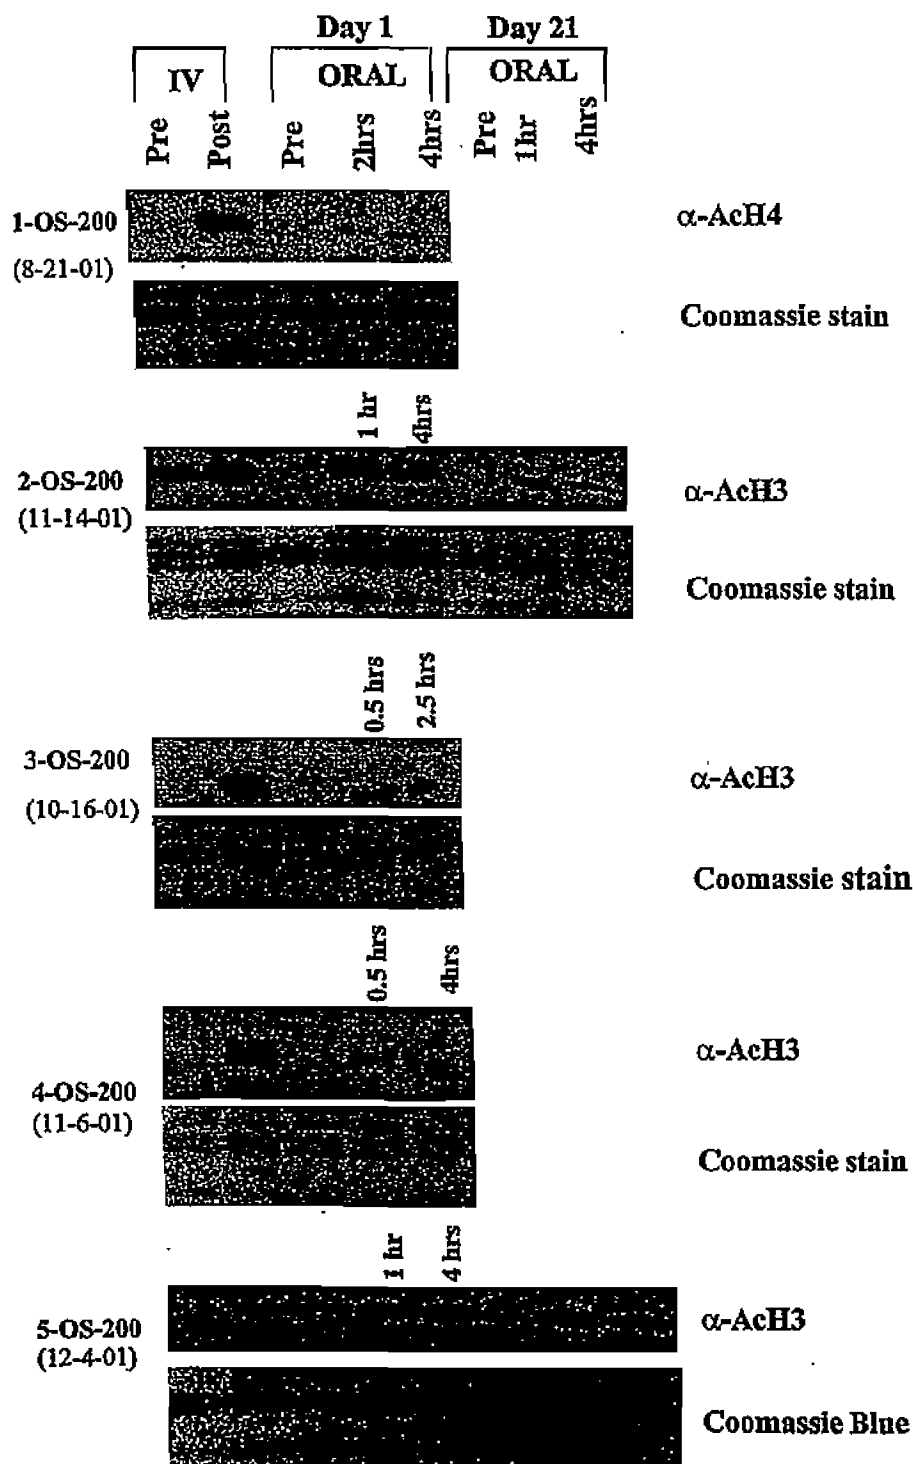 Day 1 Day 21
IV ORAL ORAL
Pre Post Pre 2hrs 4hrs Pre 1hr 4hrs
1-OS-200 α-AcH4
(8-21-01)
Coomassie stain
1 hr 4hrs
2-OS-200 α-AcH3
(11-14-01)
Coomassie stain
0.5 hrs 2.5 hrs
3-OS-200 α-AcH3
(10-16-01)
Coomassie stain
0.5 hrs 4hrs
α-AcH3
4-OS-200
(11-6-01)
Coomassie stain
1 hr 4 hrs
5-OS-200 α-AcH3
(12-4-01)
Coomassie Blue